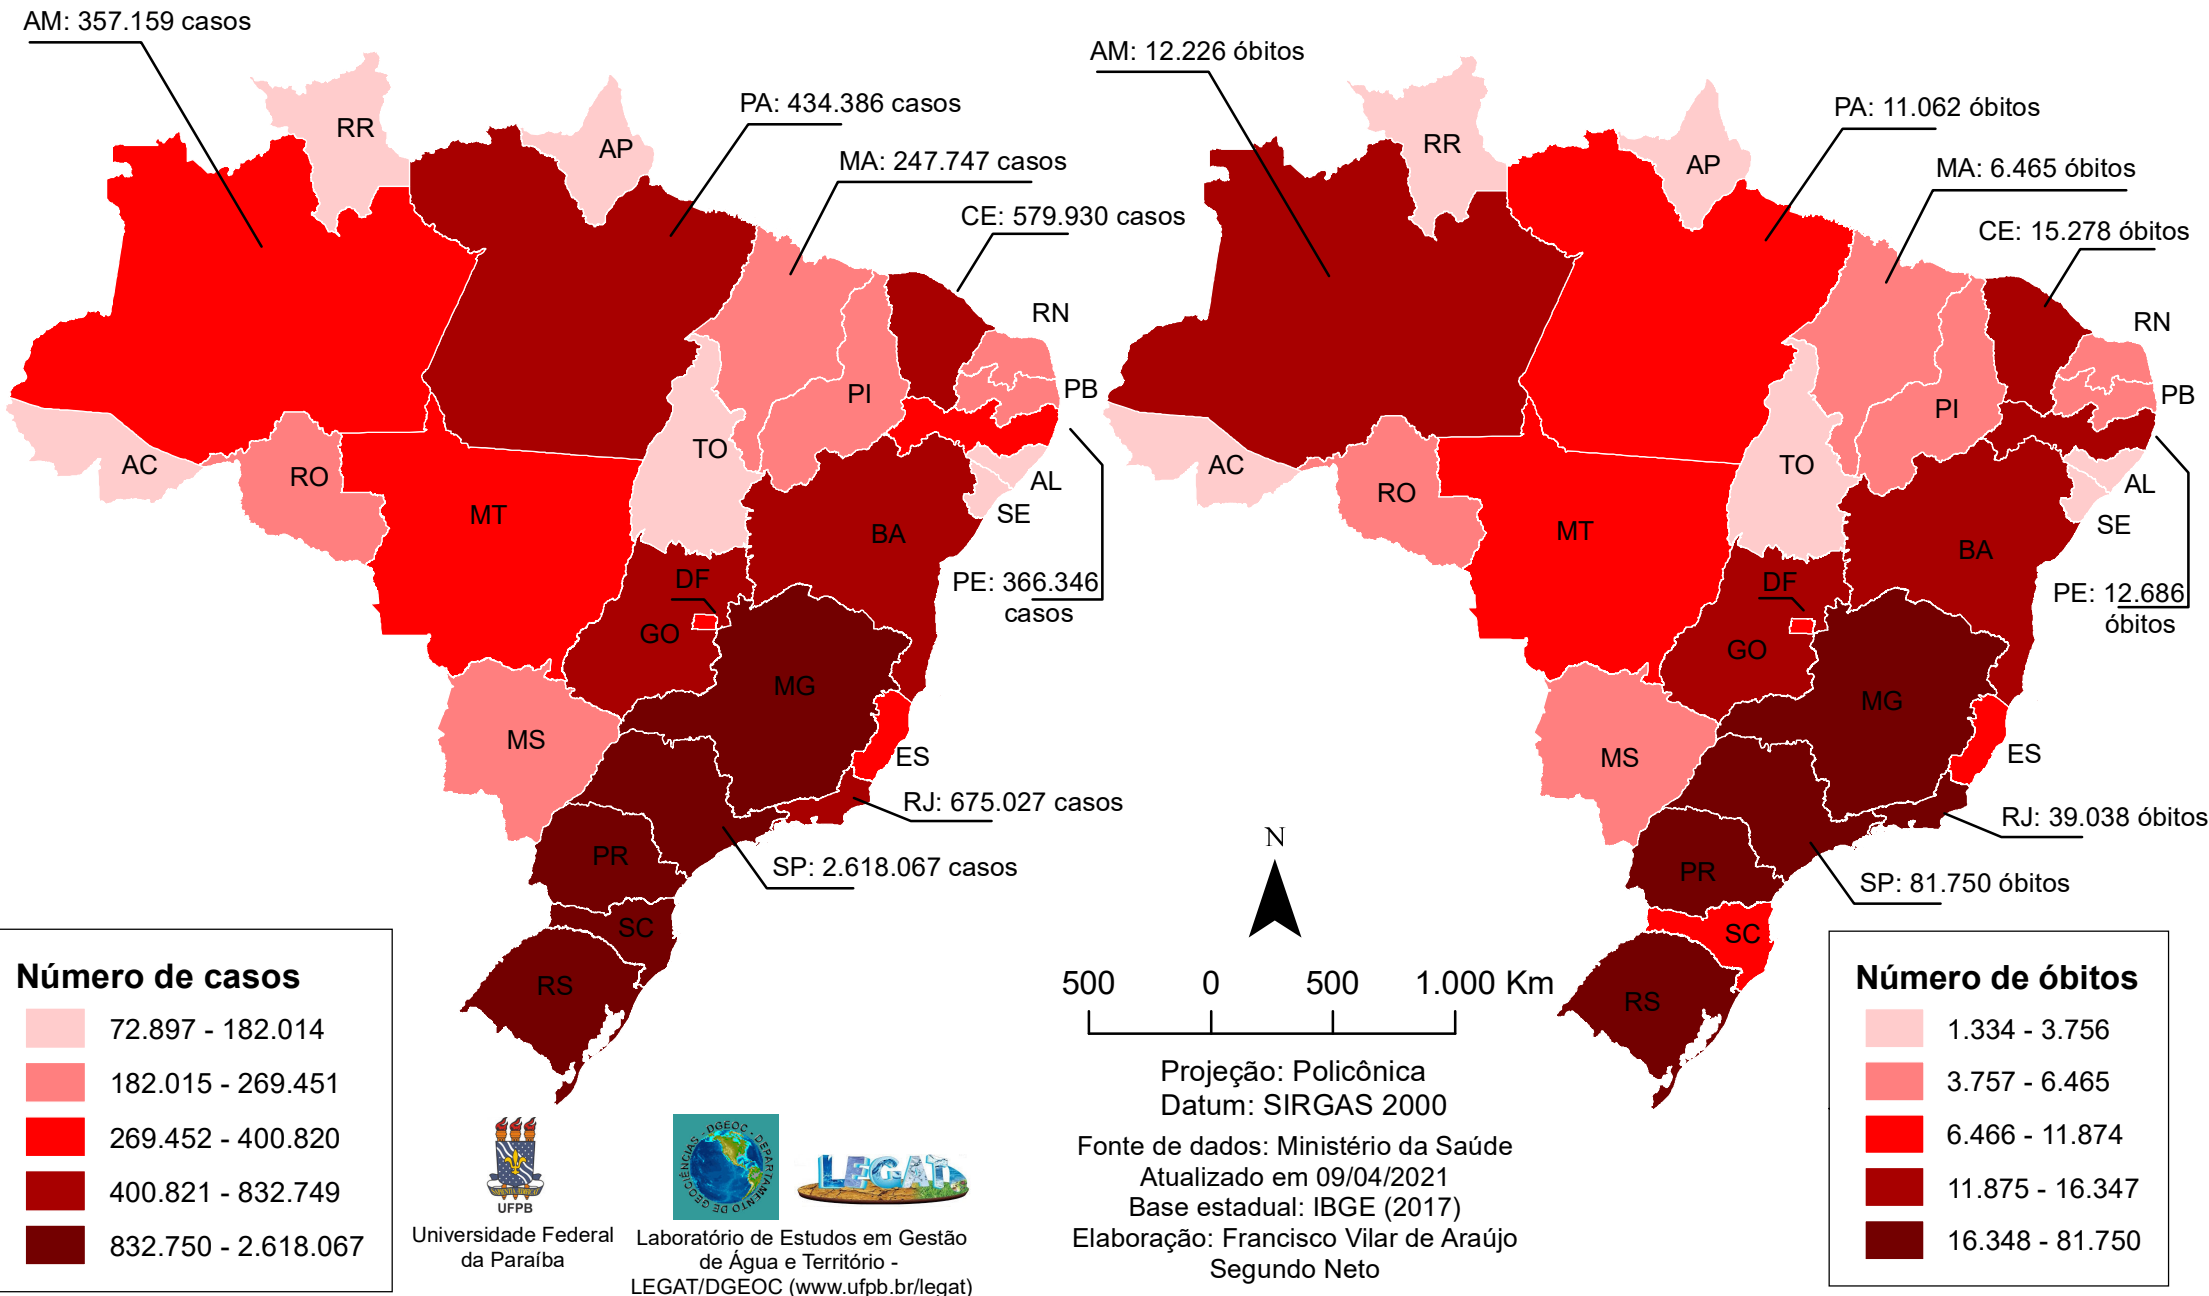 AM: 357.159 casos
RR
AP
PA: 434.386 casos
MA: 247.747 casos
CE: 579.930 casos
RN
PB
PI
TO
AC
RO
AL
SE
MT
BA
DF
PE: 366.346
casos
GO
MG
MS
ES
RJ: 675.027 casos
PR
SP: 2.618.067 casos
SC
RS
Número de casos
72.897 - 182.014
182.015 - 269.451
269.452 - 400.820
400.821 - 832.749
832.750 - 2.618.067
AM: 12.226 óbitos
RR
AP
PA: 11.062 óbitos
MA: 6.465 óbitos
CE: 15.278 óbitos
RN
PB
PI
TO
AC
RO
AL
SE
MT
BA
DF
PE: 12.686
óbitos
GO
MG
MS
ES
RJ: 39.038 óbitos
PR
SP: 81.750 óbitos
SC
RS
Número de óbitos
1.334 - 3.756
3.757 - 6.465
6.466 - 11.874
11.875 - 16.347
16.348 - 81.750
N
500 0 500 1.000 Km
Projeção: Policônica
Datum: SIRGAS 2000
Fonte de dados: Ministério da Saúde
Atualizado em 09/04/2021
Base estadual: IBGE (2017)
Elaboração: Francisco Vilar de Araújo
Segundo Neto
UFPB
Universidade Federal
da Paraíba
DGEOC - DEPARTAMENTO DE GEOCIÊNCIAS -
LEGAT
Laboratório de Estudos em Gestão
de Água e Território -
LEGAT/DGEOC (www.ufpb.br/legat)